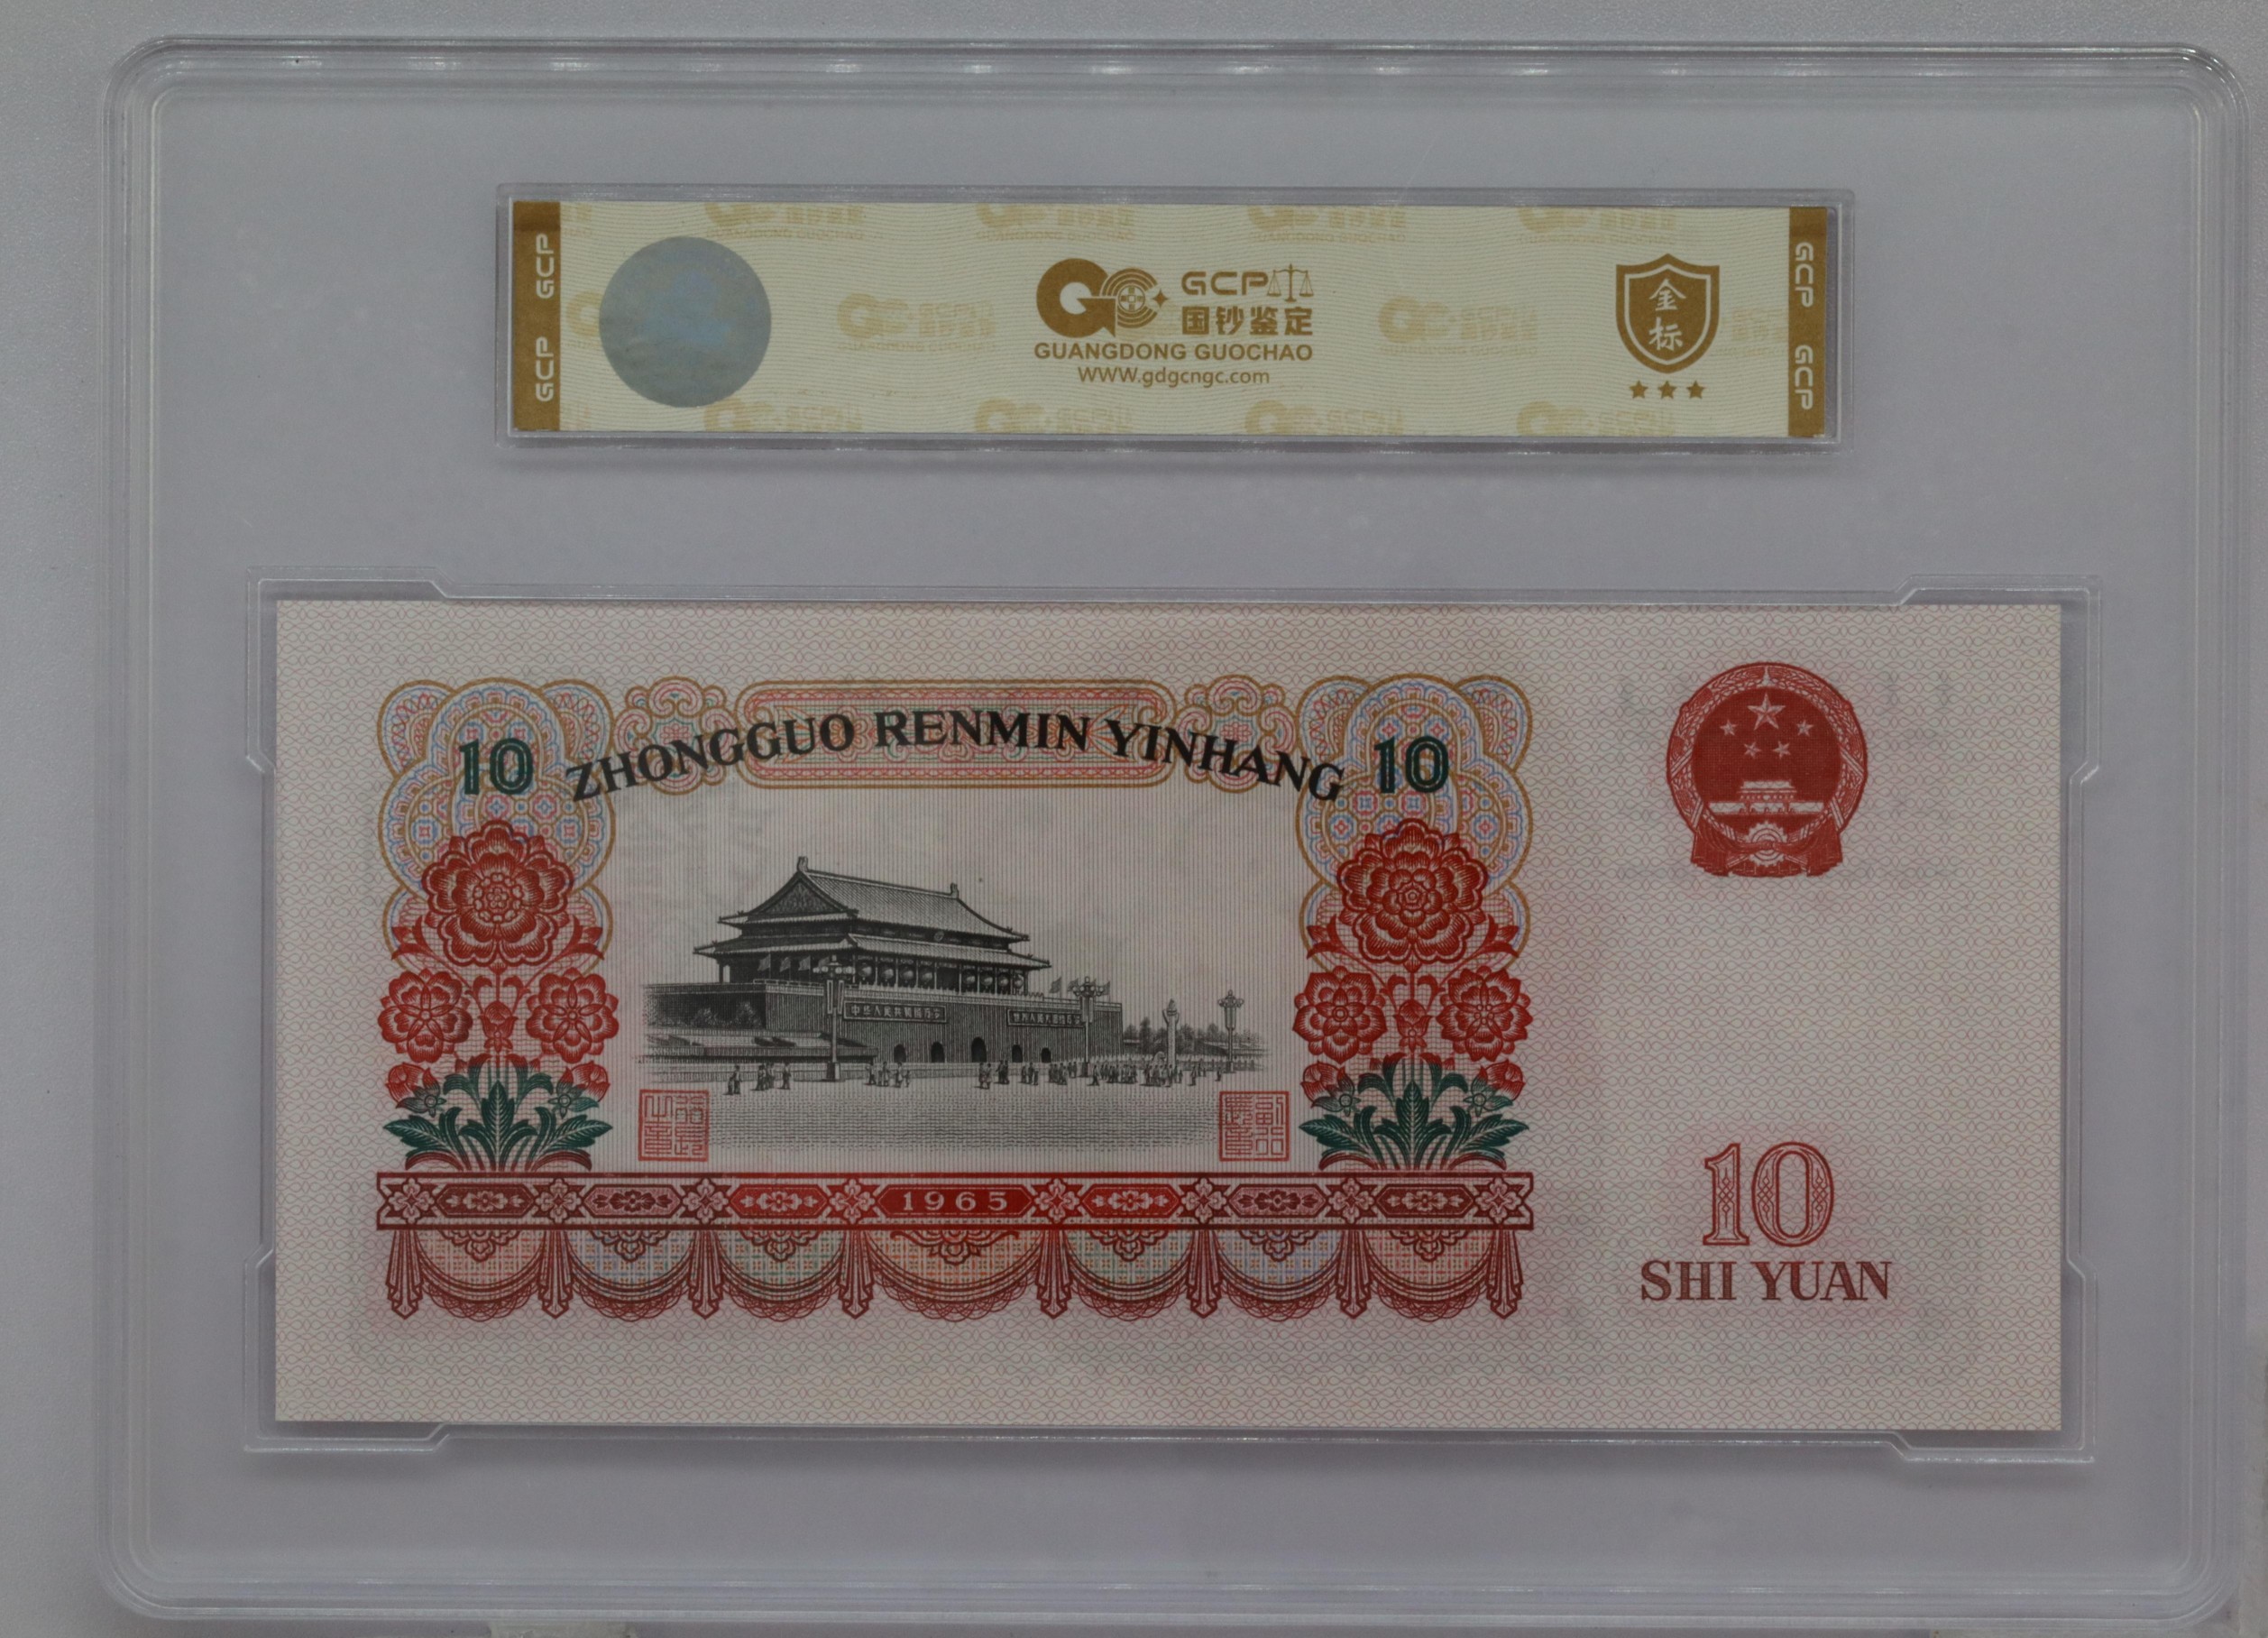 GCP GCP
GCP
国钞鉴定
GUANGDONG GUOCHAO
WWW.gdgcngc.com
金标
GCP GCP
ZHONGGUO RENMIN YINHANG
10
10
1965
10
SHI YUAN